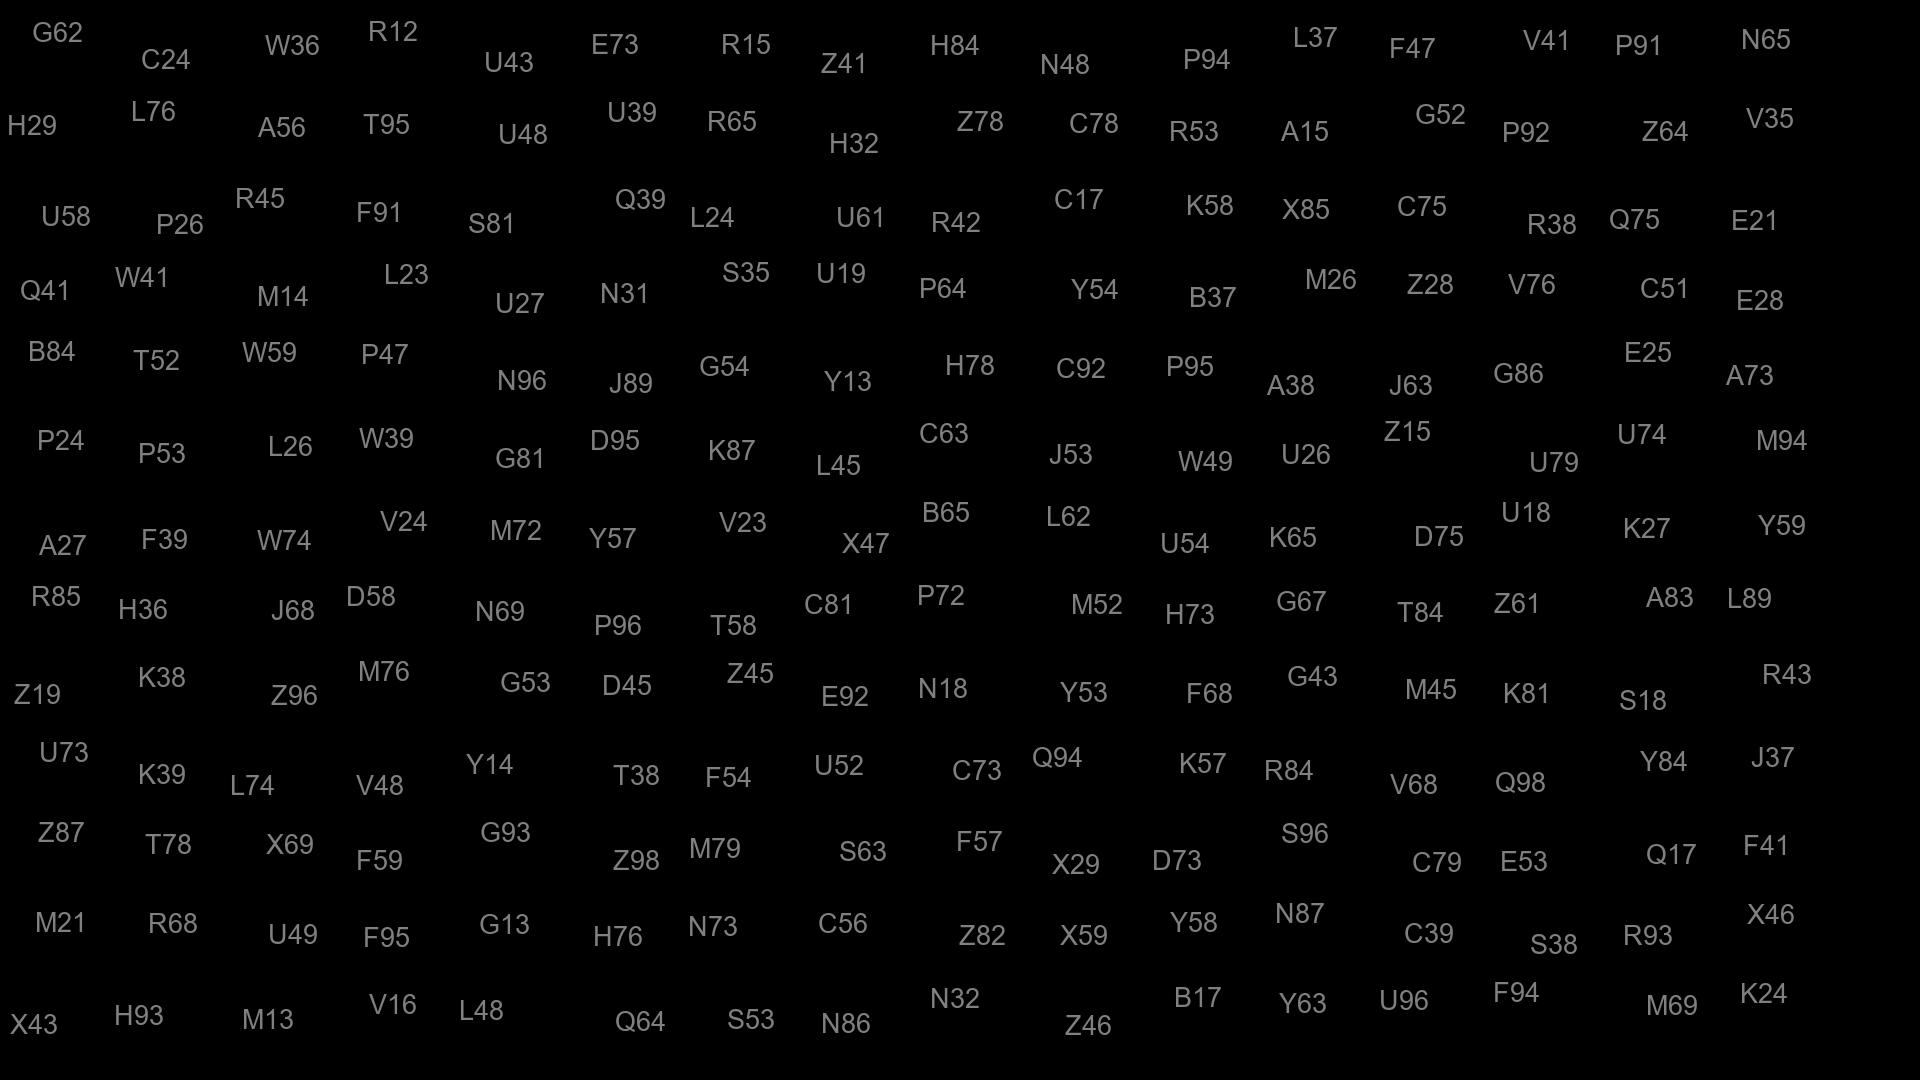 G62 C24 W36 R12 U43 E73 R15 Z41 H84 N48 P94 L37 F47 V41 P91 N65
H29 L76 A56 T95 U48 U39 R65 H32 Z78 C78 R53 A15 G52 P92 Z64 V35
U58 P26 R45 F91 S81 Q39 L24 U61 R42 C17 K58 X85 C75 R38 Q75 E21
Q41 W41 M14 L23 U27 N31 S35 U19 P64 Y54 B37 M26 Z28 V76 C51 E28
B84 T52 W59 P47 N96 J89 G54 Y13 H78 C92 P95 A38 J63 G86 E25 A73
P24 P53 L26 W39 G81 D95 K87 L45 C63 J53 W49 U26 Z15 U79 U74 M94
A27 F39 W74 V24 M72 Y57 V23 X47 B65 L62 U54 K65 D75 U18 K27 Y59
R85 H36 J68 D58 N69 P96 T58 C81 P72 M52 H73 G67 T84 Z61 A83 L89
Z19 K38 Z96 M76 G53 D45 Z45 E92 N18 Y53 F68 G43 M45 K81 S18 R43
U73 K39 L74 V48 Y14 T38 F54 U52 C73 Q94 K57 R84 V68 Q98 Y84 J37
Z87 T78 X69 F59 G93 Z98 M79 S63 F57 X29 D73 S96 C79 E53 Q17 F41
M21 R68 U49 F95 G13 H76 N73 C56 Z82 X59 Y58 N87 C39 S38 R93 X46
X43 H93 M13 V16 L48 Q64 S53 N86 N32 Z46 B17 Y63 U96 F94 M69 K24